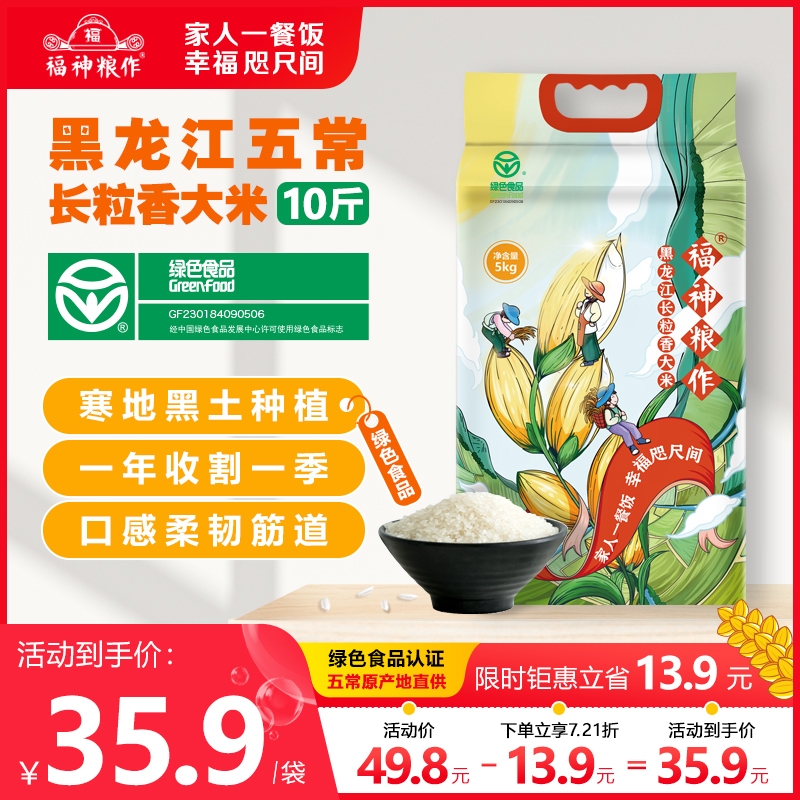 福
福神粮作®
家人一餐饭
幸福咫尺间
黑龙江五常
长粒香大米 10斤
绿色食品
GreenFood
GF230184090506
经中国绿色食品发展中心许可使用绿色食品标志
®
寒地黑土种植
一年收割一季
口感柔韧筋道
绿色食品
®
绿色食品
GF230184090506
净含量
5kg
福神粮作®
黑龙江长粒香大米
家人一餐饭 幸福咫尺间
活动到手价:
¥35.9/袋
绿色食品认证
五常原产地直供
限时钜惠立省13.9元
活动价 下单立享7.21折 活动到手价
49.8元-13.9元=35.9元